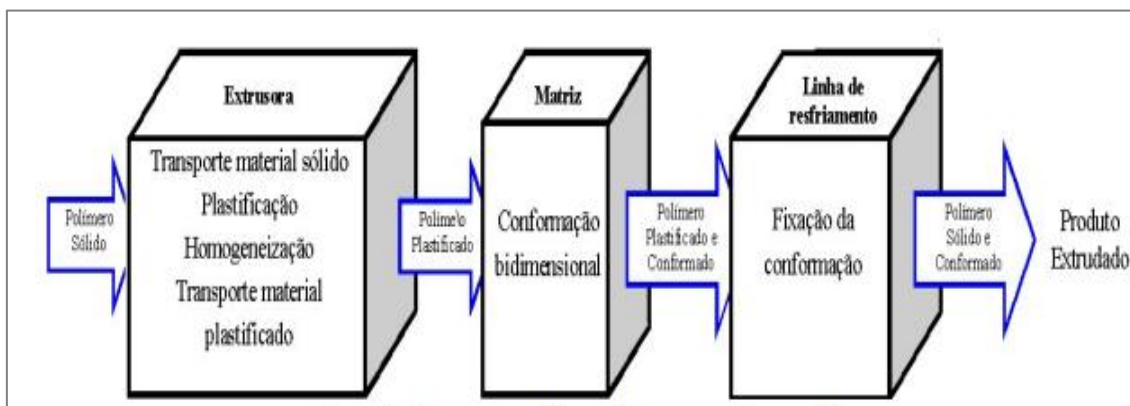 Extrusora
Matriz
Linha de
resfriamento
Polímero
Sólido
Transporte material sólido
Plastificação
Homogeneização
Transporte material
plastificado
Políme\o
Plastificado
Conformação
bidimensional
Polímero
Plastificado e
Conformado
Fixação da
conformação
Polímero
Sólido e
Conformado
Produto
Extrudado